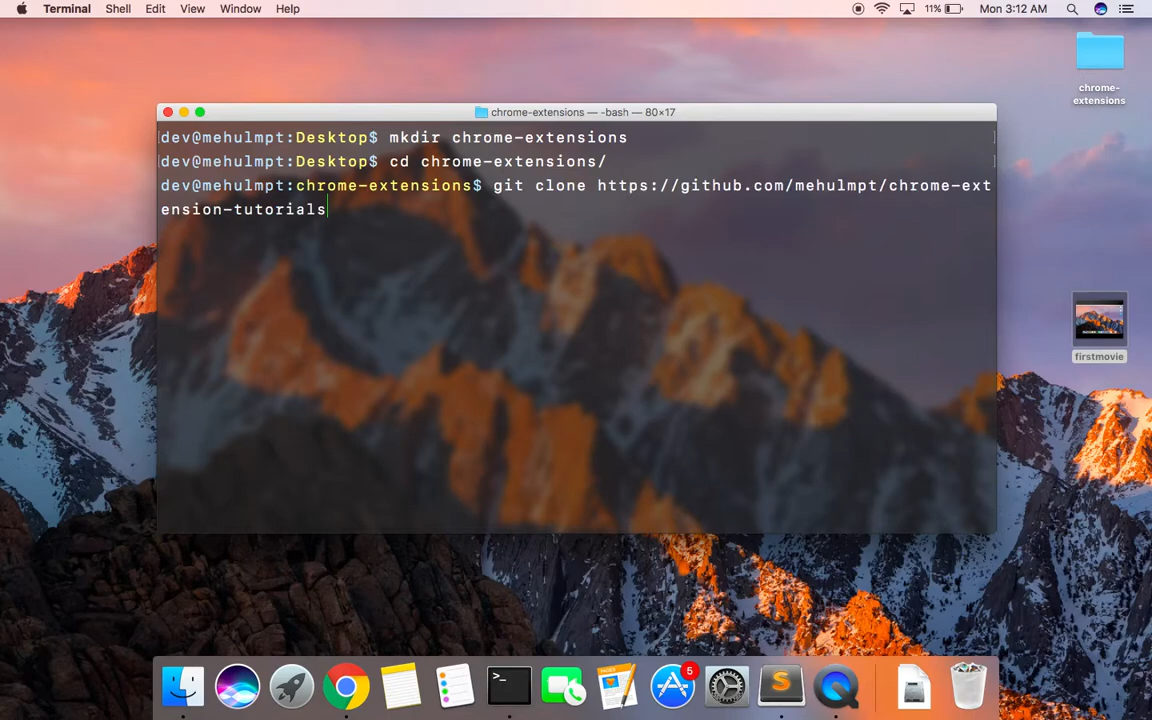 Terminal Shell Edit View Window Help 11% Mon 3:12 AM
chrome-extensions
chrome-extensions — -bash — 80×17
dev@mehulmpt:Desktop$ mkdir chrome-extensions
dev@mehulmpt:Desktop$ cd chrome-extensions/
dev@mehulmpt:chrome-extensions$ git clone https://github.com/mehulmpt/chrome-ext
ension-tutorials
firstmovie
>_
PAGES
5
S